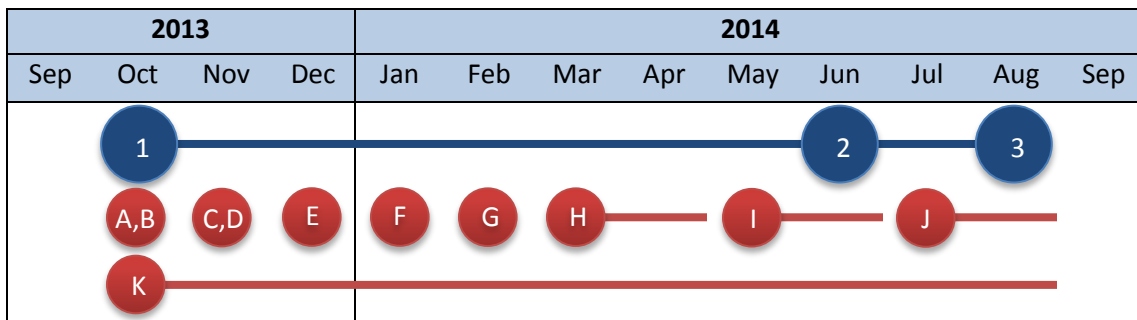 2013 2014
Sep Oct Nov Dec Jan Feb Mar Apr May Jun Jul Aug Sep
1 2 3
A,B C,D E F G H I J
K